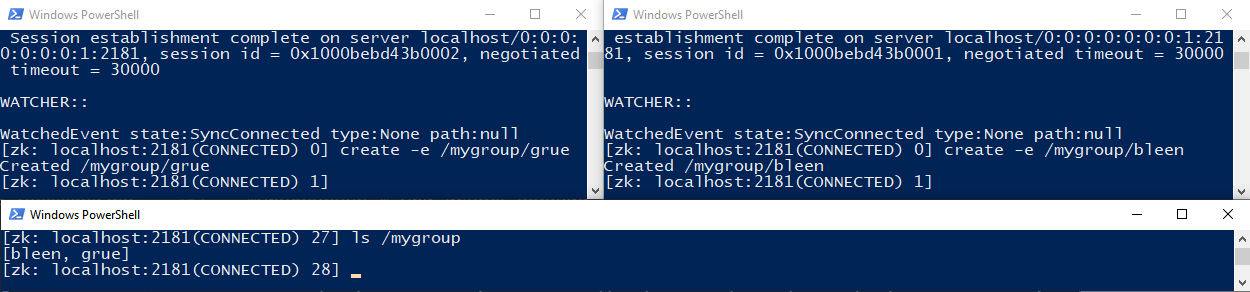 Windows PowerShell
Session establishment complete on server localhost/0:0:0:
0:0:0:0:1:2181, session id = 0x1000bebd43b0002, negotiated
timeout = 30000
WATCHER::
WatchedEvent state:SyncConnected type:None path:null
[zk: localhost:2181(CONNECTED) 0] create -e /mygroup/grue
Created /mygroup/grue
[zk: localhost:2181(CONNECTED) 1]
Windows PowerShell
establishment complete on server localhost/0:0:0:0:0:0:0:1:21
81, session id = 0x1000bebd43b0001, negotiated timeout = 30000
WATCHER::
WatchedEvent state:SyncConnected type:None path:null
[zk: localhost:2181(CONNECTED) 0] create -e /mygroup/bleen
Created /mygroup/bleen
[zk: localhost:2181(CONNECTED) 1]
Windows PowerShell
[zk: localhost:2181(CONNECTED) 27] ls /mygroup
[bleen, grue]
[zk: localhost:2181(CONNECTED) 28]